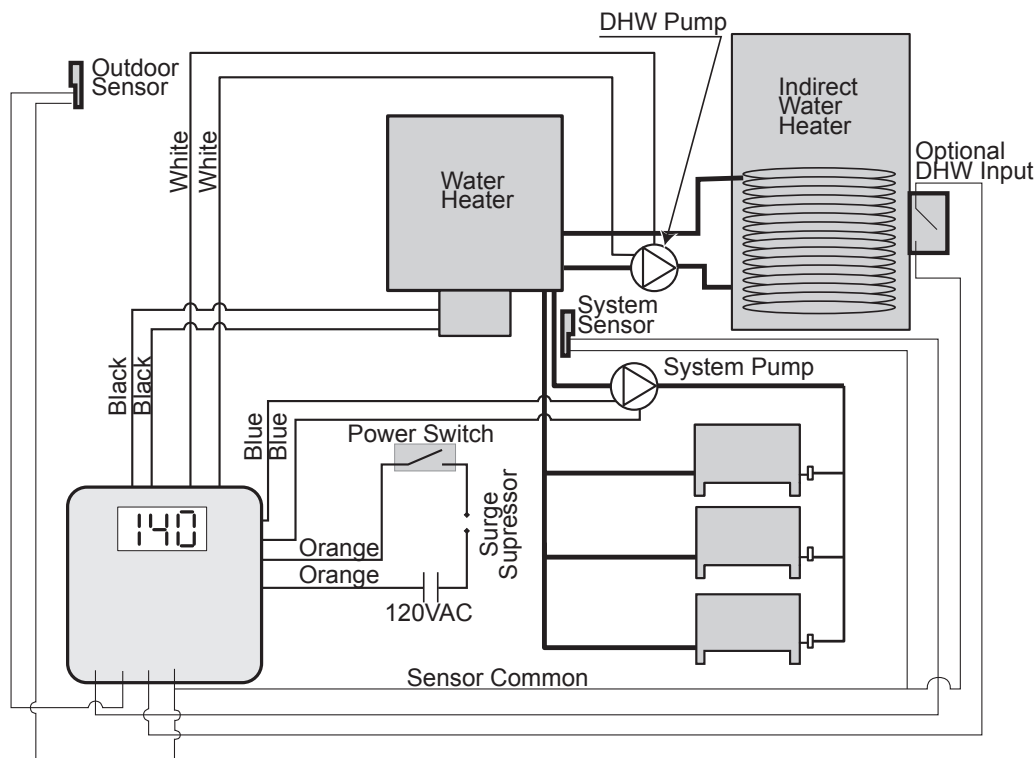 DHW Pump
Outdoor
Sensor
Indirect
Water
Heater
White
White
Optional
DHW Input
Water
Heater
System
Sensor
System Pump
Black
Black
Blue
Blue
Power Switch
140
Surge
Supressor
Orange
Orange
120VAC
Sensor Common